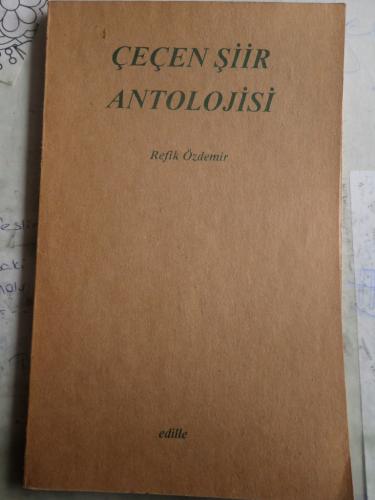 ÇEÇEN ŞİİR
ANTOLOJİSİ
Refik Özdemir
edille